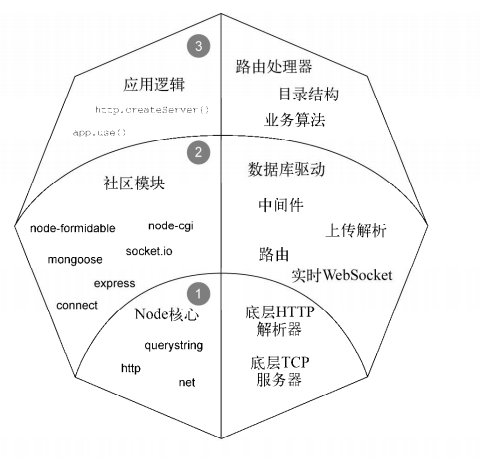 3
应用逻辑
http.createServer()
app.use()
路由处理器
目录结构
业务算法
2
社区模块
node-formidable
node-cgi
mongoose
socket.io
express
connect
数据库驱动
中间件
上传解析
路由
实时WebSocket
1
Node核心
querystring
http
net
底层HTTP
解析器
底层TCP
服务器